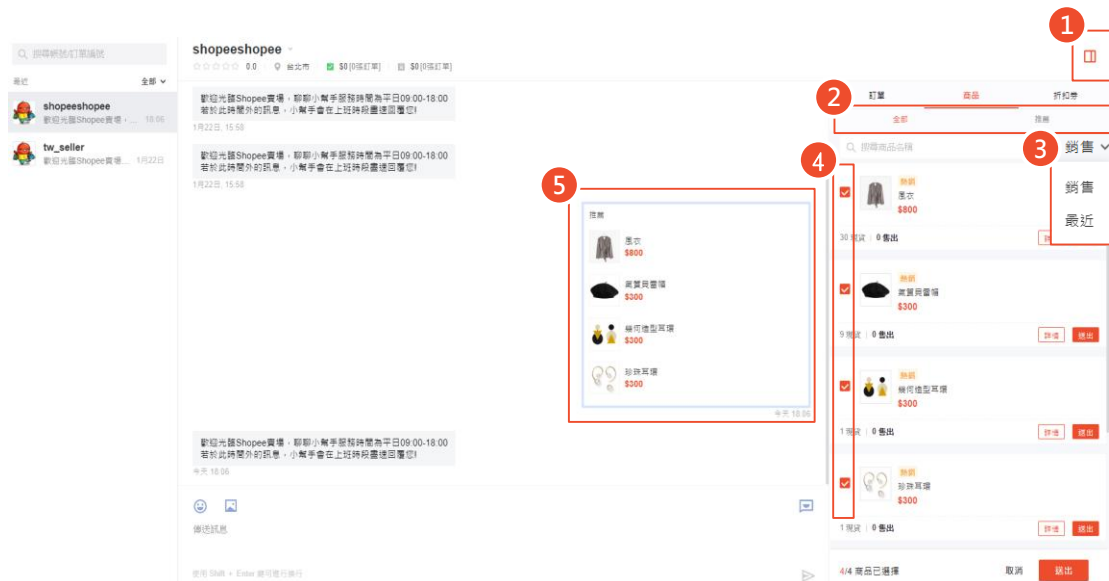 1
搜尋帳號/訂單編號
最近
全部
shopeeshopee
歡迎光臨Shopee賣場，... 18:06
tw_seller
歡迎光臨Shopee賣場... 1月22日
shopeeshopee
0.0 台北市 $0 [0張訂單] $0 [0張訂單]
歡迎光臨Shopee賣場，聊聊小幫手服務時間為平日09:00-18:00
若於此時間外的訊息，小幫手會在上班時段盡速回覆您!
1月22日, 15:50
歡迎光臨Shopee賣場，聊聊小幫手服務時間為平日09:00-18:00
若於此時間外的訊息，小幫手會在上班時段盡速回覆您!
1月22日, 15:50
5
推薦
風衣
$800
氣質貝蕾帽
$300
幾何造型耳環
$300
珍珠耳環
$300
今天 18:06
歡迎光臨Shopee賣場，聊聊小幫手服務時間為平日09:00-18:00
若於此時間外的訊息，小幫手會在上班時段盡速回覆您!
今天 18:06
傳送訊息
使用 Shift + Enter 鍵可進行換行
2
訂單 商品 折扣券
全部 推薦
搜尋商品名稱
3
銷售
銷售
最近
4
熱銷
風衣
$800
30 現貨 0 售出
熱銷
氣質貝蕾帽
$300
9 現貨 0 售出 詳情 送出
熱銷
幾何造型耳環
$300
1 現貨 0 售出 詳情 送出
熱銷
珍珠耳環
$300
1 現貨 0 售出 詳情 送出
4/4 商品已選擇 取消 送出